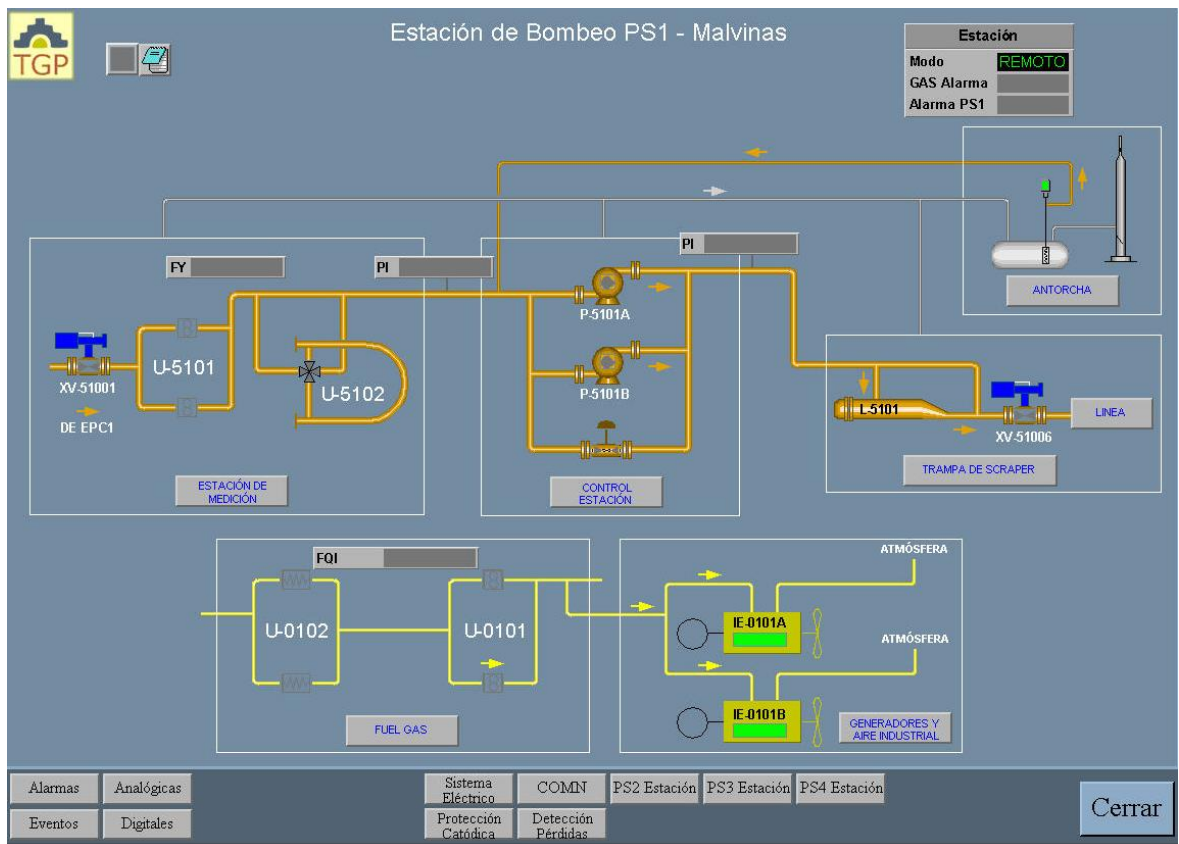 Estación de Bombeo PS1 - Malvinas
TGP
Estación
Modo REMOTO
GAS Alarma
Alarma PS1
ANTORCHA
FY
PI
PI
P-5101A
U-5101
XV-51001
DE EPC1
U-5102
P-5101B
L-5101
XV-51006
LINEA
ESTACIÓN DE
MEDICIÓN
CONTROL
ESTACIÓN
TRAMPA DE SCRAPER
FQI
U-0102
U-0101
FUEL GAS
ATMÓSFERA
IE-0101A
ATMÓSFERA
IE-0101B
GENERADORES Y
AIRE INDUSTRIAL
Alarmas
Analógicas
Sistema
Eléctrico
COMN
PS2 Estación
PS3 Estación
PS4 Estación
Cerrar
Eventos
Digitales
Protección
Catódica
Detección
Pérdidas